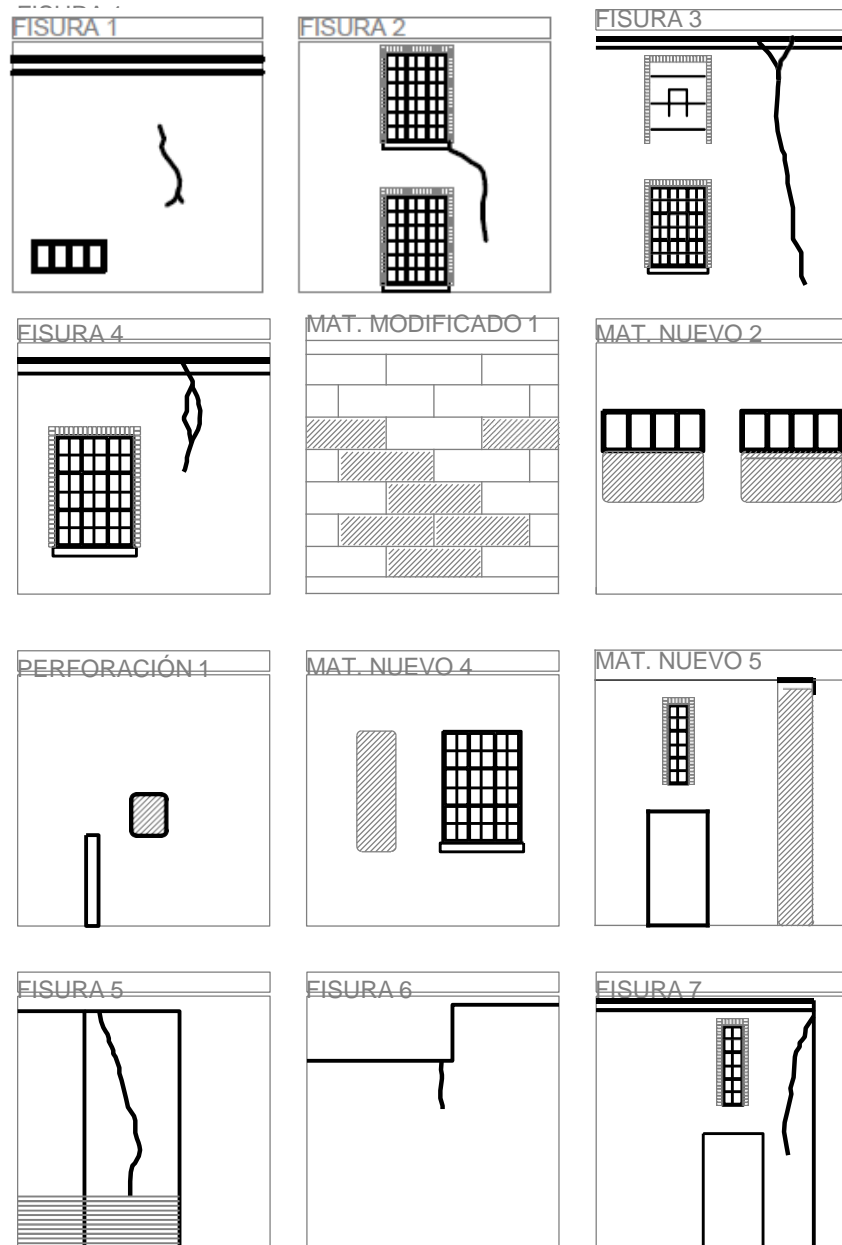 FISURA 1
FISURA 2
FISURA 3
FISURA 4
MAT. MODIFICADO 1
MAT. NUEVO 2
PERFORACIÓN 1
MAT. NUEVO 4
MAT. NUEVO 5
FISURA 5
FISURA 6
FISURA 7